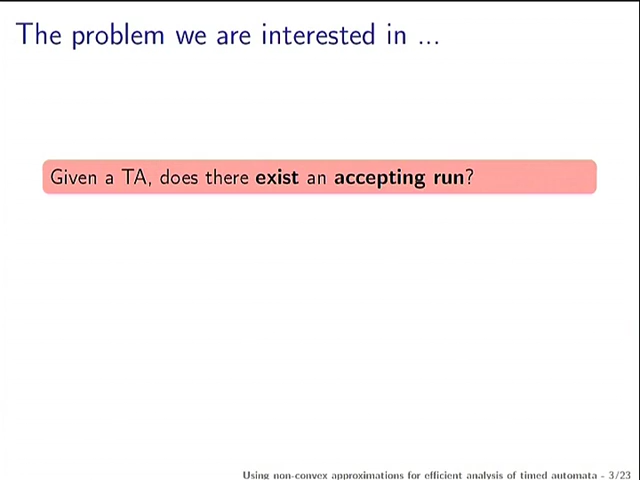 The problem we are interested in ...
Given a TA, does there exist an accepting run?
Using non-convex approximations for efficient analysis of timed automata - 3/23